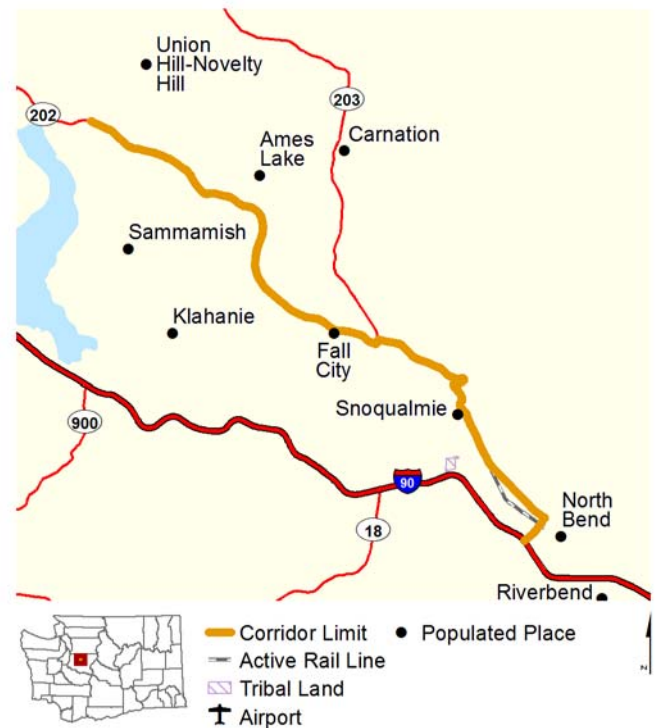 Union
Hill-Novelty
Hill
202
203
Ames
Lake
Carnation
Sammamish
Klahanie
Fall
City
Snoqualmie
900
90
18
North
Bend
Riverbend
Corridor Limit
Populated Place
Active Rail Line
Tribal Land
Airport
N